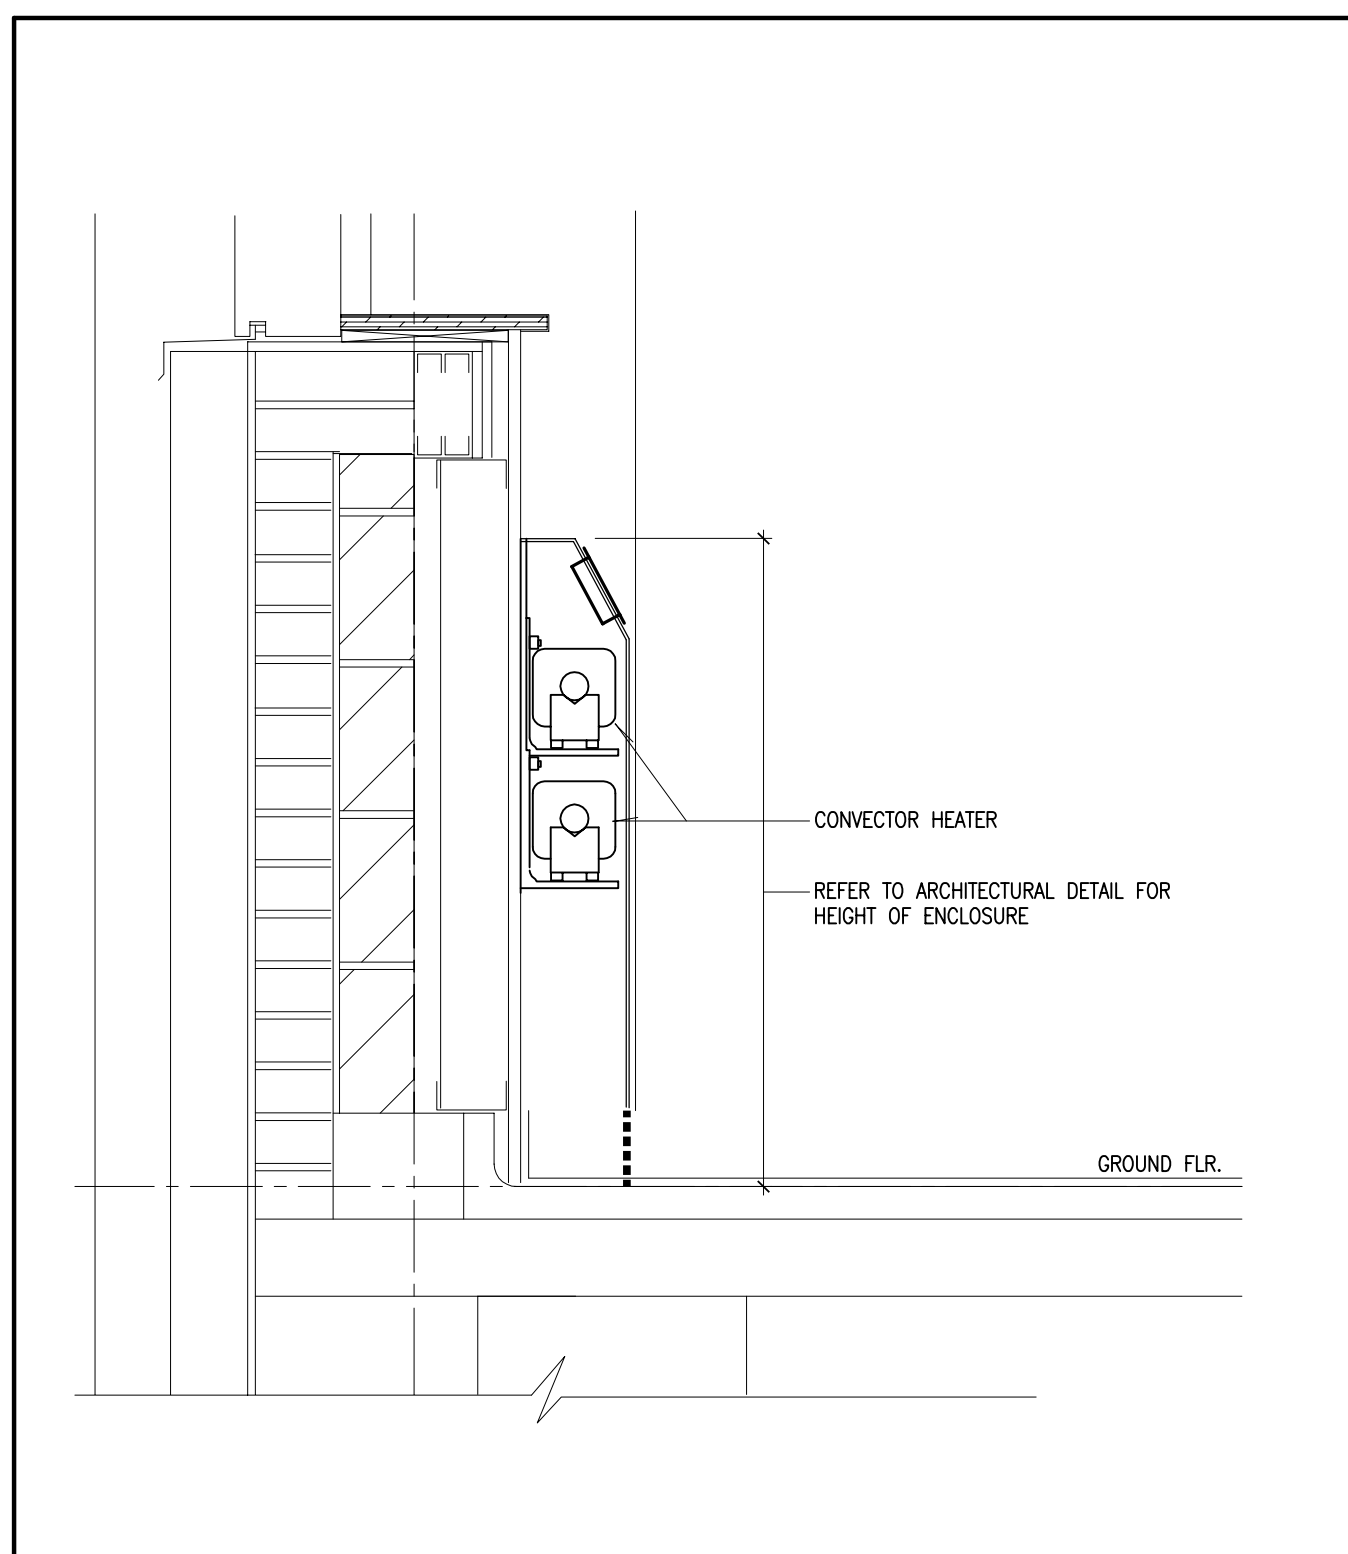 CONVECTOR HEATER
REFER TO ARCHITECTURAL DETAIL FOR
HEIGHT OF ENCLOSURE
GROUND FLR.